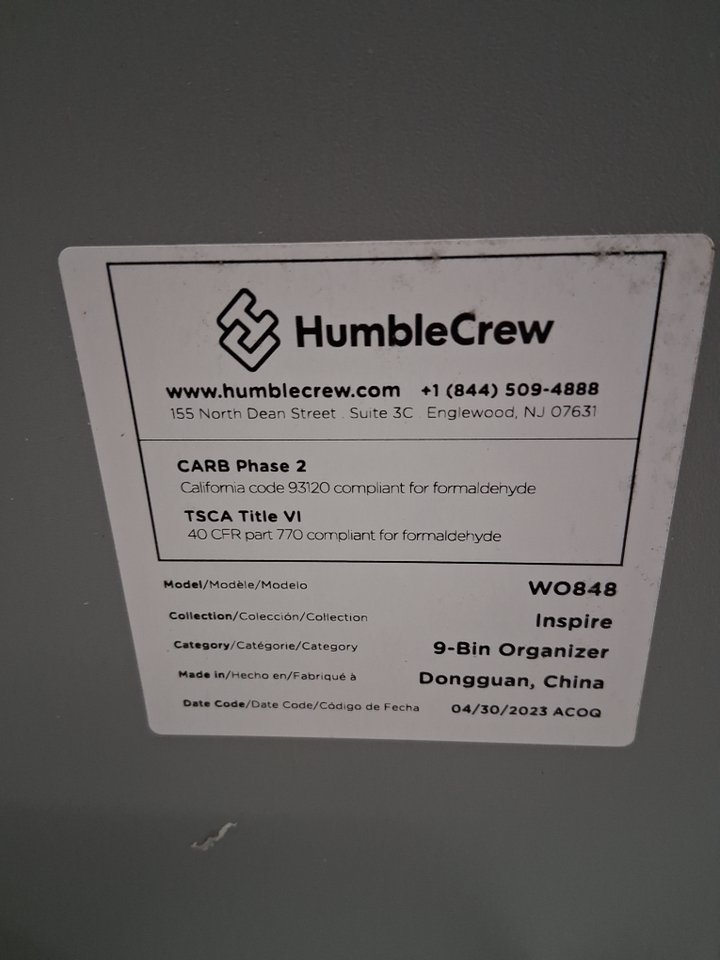 HumbleCrew
www.humblecrew.com +1 (844) 509-4888
155 North Dean Street . Suite 3C . Englewood, NJ 07631
CARB Phase 2
California code 93120 compliant for formaldehyde
TSCA Title VI
40 CFR part 770 compliant for formaldehyde
Model/Modèle/Modelo WO848
Collection/Colección/Collection Inspire
Category/Catégorie/Category 9-Bin Organizer
Made in/Hecho en/Fabriqué à Dongguan, China
Date Code/Date Code/Código de Fecha 04/30/2023 ACOQ